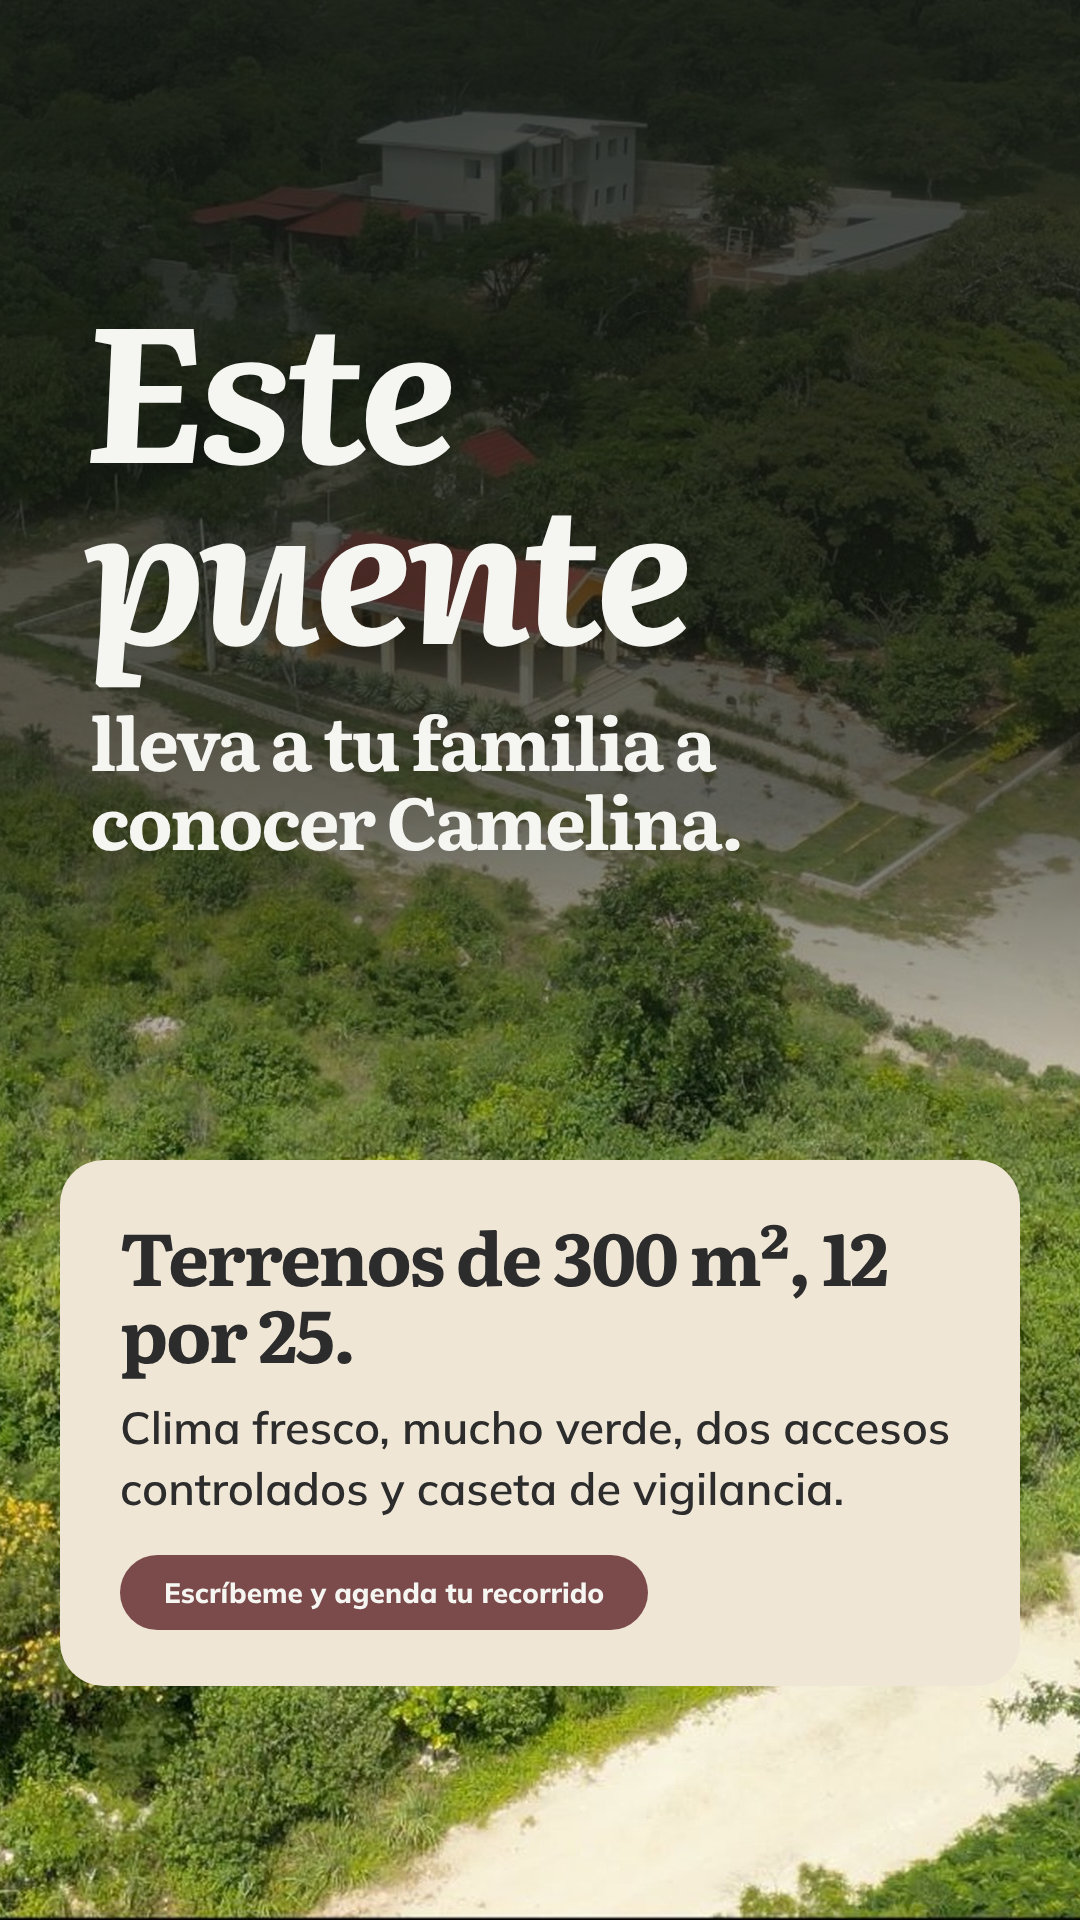 Este
puente
lleva a tu familia a
conocer Camelina.
Terrenos de 300 m², 12
por 25.
Clima fresco, mucho verde, dos accesos
controlados y caseta de vigilancia.
Escríbeme y agenda tu recorrido